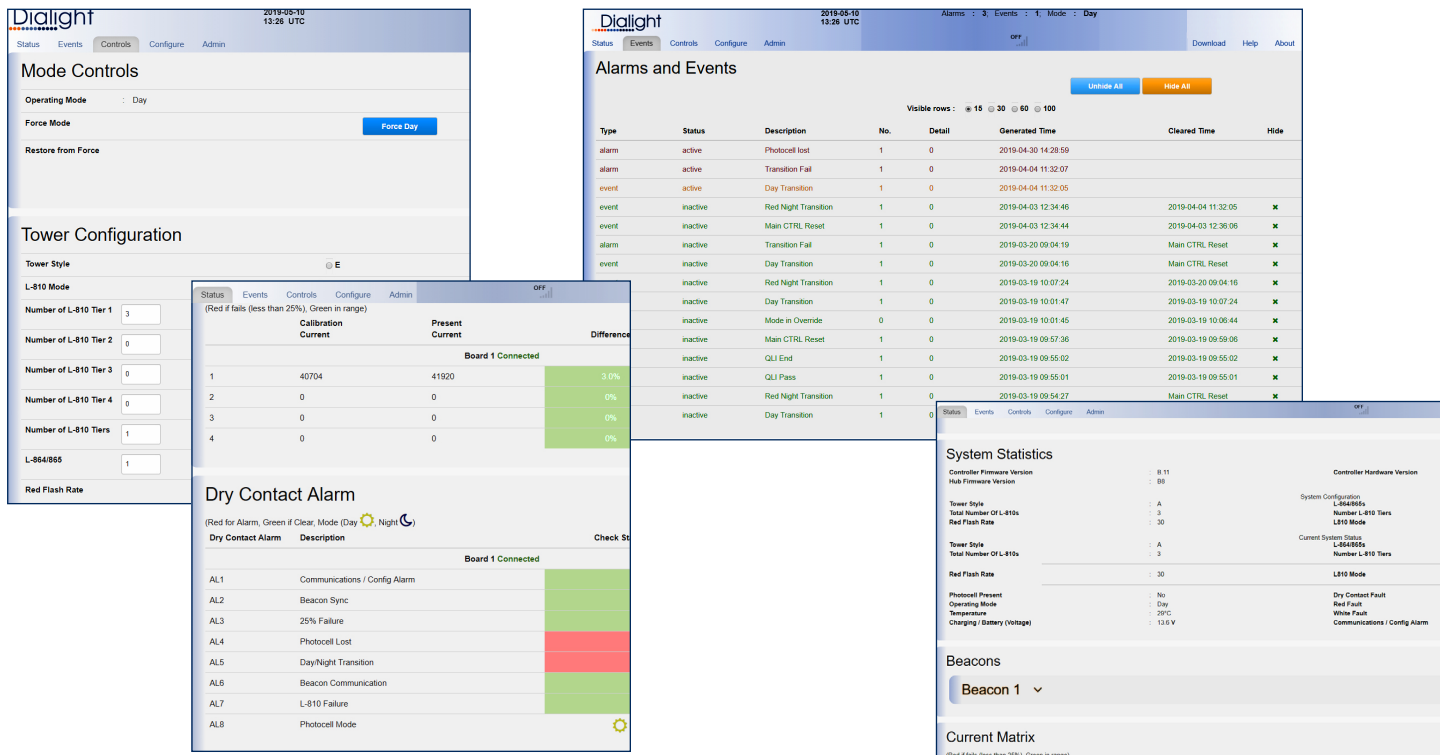 Dialight
2019-05-10
13:26 UTC
Status Events Controls Configure Admin
Mode Controls
Operating Mode : Day
Force Mode Force Day
Restore from Force
Tower Configuration
Tower Style E
L-810 Mode
Number of L-810 Tier 1 3
Number of L-810 Tier 2 0
Number of L-810 Tier 3 0
Number of L-810 Tier 4 0
Number of L-810 Tiers 1
L-864/865 1
Red Flash Rate
Dialight
2019-05-10
13:26 UTC
Alarms : 3; Events : 1; Mode : Day
OFF
Status Events Controls Configure Admin Download Help About
Alarms and Events
Unhide All Hide All
Visible rows : 15 30 60 100
Type Status Description No. Detail Generated Time Cleared Time Hide
alarm active Photocell lost 1 0 2019-04-30 14:28:59
alarm active Transition Fail 1 0 2019-04-04 11:32:07
event active Day Transition 1 0 2019-04-04 11:32:05
event inactive Red Night Transition 1 0 2019-04-03 12:34:46 2019-04-04 11:32:05 ×
event inactive Main CTRL Reset 1 0 2019-04-03 12:34:44 2019-04-03 12:36:06 ×
alarm inactive Transition Fail 1 0 2019-03-20 09:04:19 Main CTRL Reset ×
event inactive Day Transition 1 0 2019-03-20 09:04:16 Main CTRL Reset ×
inactive Red Night Transition 1 0 2019-03-19 10:07:24 2019-03-20 09:04:16 ×
inactive Day Transition 1 0 2019-03-19 10:01:47 2019-03-19 10:07:24 ×
inactive Mode in Override 0 0 2019-03-19 10:01:45 2019-03-19 10:06:44 ×
inactive Main CTRL Reset 1 0 2019-03-19 09:57:36 2019-03-19 09:59:06 ×
inactive QLI End 1 0 2019-03-19 09:55:02 2019-03-19 09:55:02 ×
inactive QLI Pass 1 0 2019-03-19 09:55:01 2019-03-19 09:55:01 ×
inactive Red Night Transition 1 0 2019-03-19 09:54:27 Main CTRL Reset ×
inactive Day Transition 1 0
Status Events Controls Configure Admin
OFF
(Red if fails (less than 25%), Green in range)
Calibration Present
Current Current Difference
Board 1 Connected
1 40704 41920 3.0%
2 0 0 0%
3 0 0 0%
4 0 0 0%
Dry Contact Alarm
(Red for Alarm, Green if Clear, Mode (Day , Night )
Dry Contact Alarm Description Check St
Board 1 Connected
AL1 Communications / Config Alarm
AL2 Beacon Sync
AL3 25% Failure
AL4 Photocell Lost
AL5 Day/Night Transition
AL6 Beacon Communication
AL7 L-810 Failure
AL8 Photocell Mode
Status Events Controls Configure Admin
OFF
System Statistics
Controller Firmware Version : B.11 Controller Hardware Version
Hub Firmware Version : B8
System Configuration
Tower Style : A L-864/865s
Total Number Of L-810s : 3 Number L-810 Tiers
Red Flash Rate : 30 L810 Mode
Current System Status
Tower Style : A L-864/865s
Total Number Of L-810s : 3 Number L-810 Tiers
Red Flash Rate : 30 L810 Mode
Photocell Present : No Dry Contact Fault
Operating Mode : Day Red Fault
Temperature : 29°C White Fault
Charging / Battery (Voltage) : 13.6 V Communications / Config Alarm
Beacons
Beacon 1
Current Matrix
(Red if fails (less than 25%), Green in range)